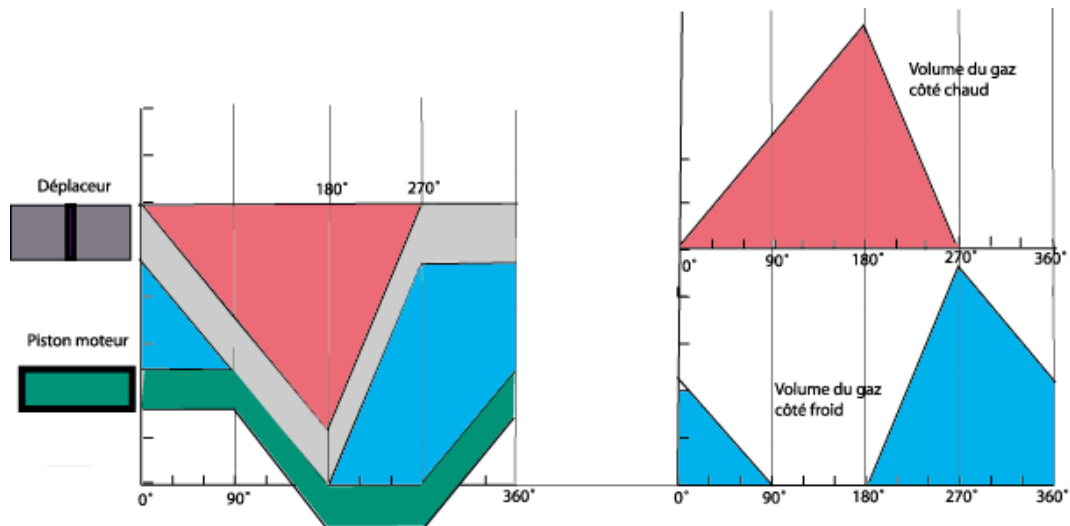 Déplaceur
Piston moteur
180°
270°
0°
90°
360°
Volume du gaz
côté chaud
0°
90°
180°
270°
360°
Volume du gaz
côté froid
0°
90°
180°
270°
360°